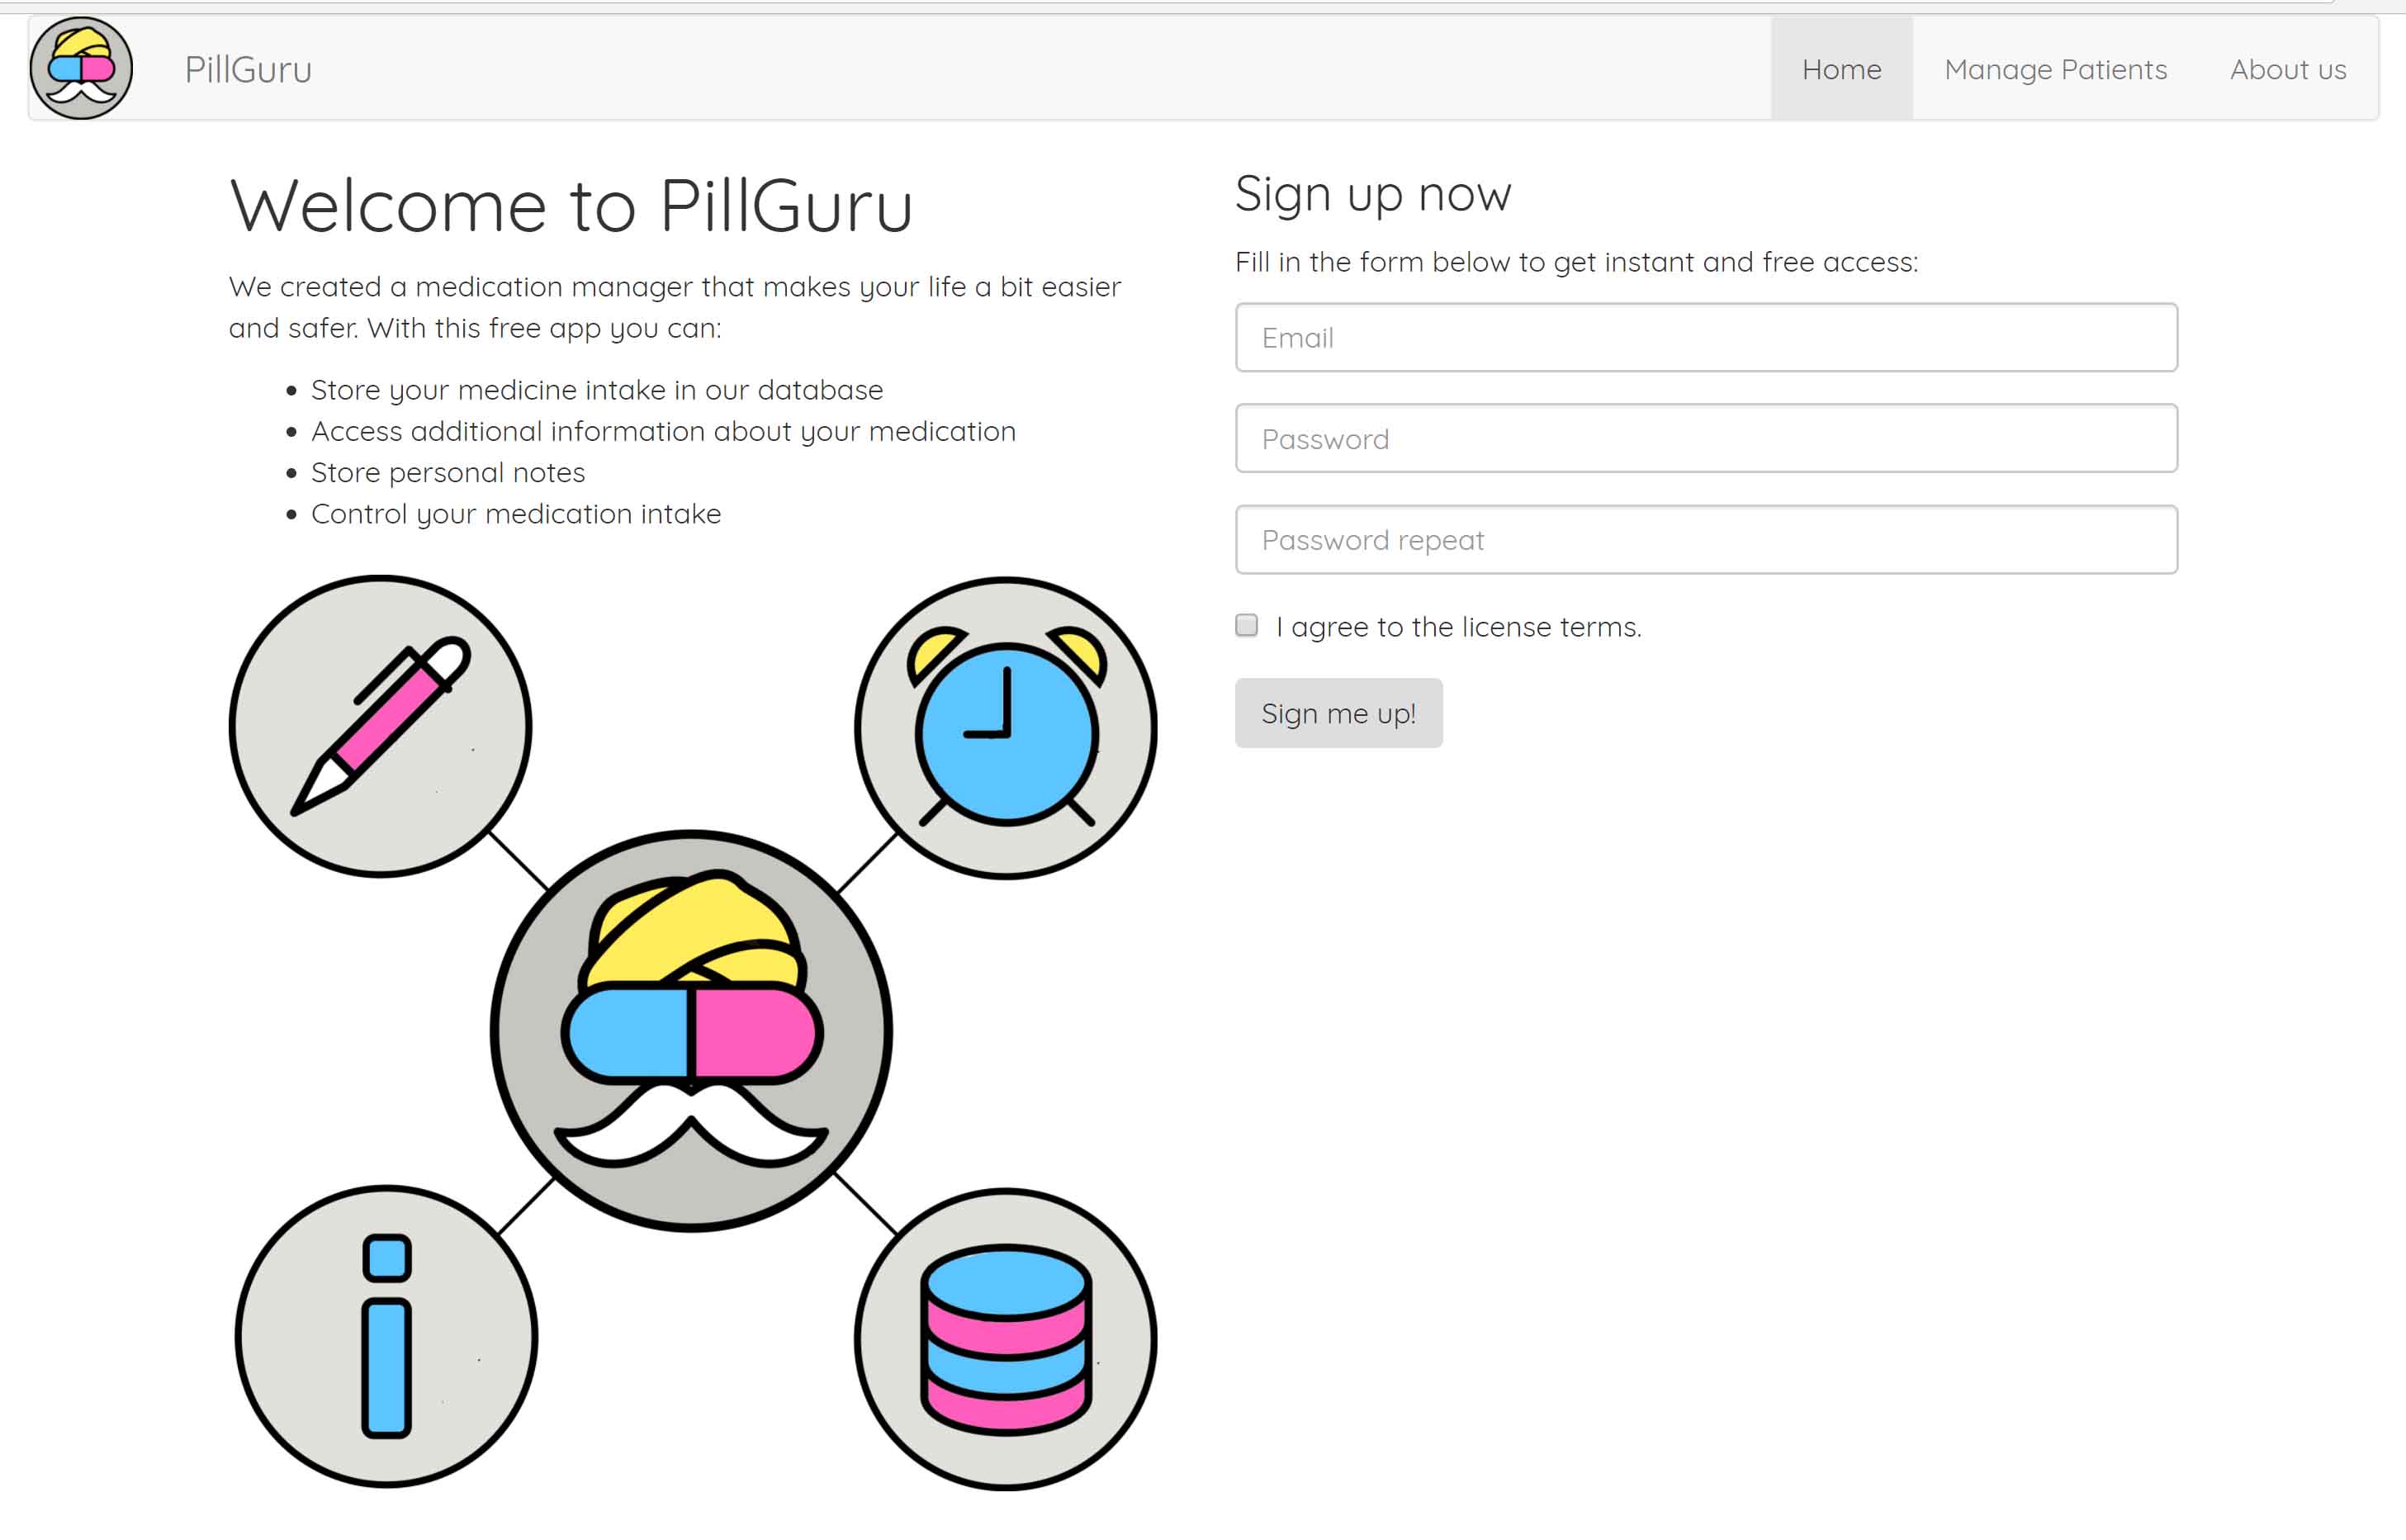 PillGuru
Home
Manage Patients
About us
Welcome to PillGuru
We created a medication manager that makes your life a bit easier
and safer. With this free app you can:
Store your medicine intake in our database
Access additional information about your medication
Store personal notes
Control your medication intake
Sign up now
Fill in the form below to get instant and free access:
Email
Password
Password repeat
I agree to the license terms.
Sign me up!